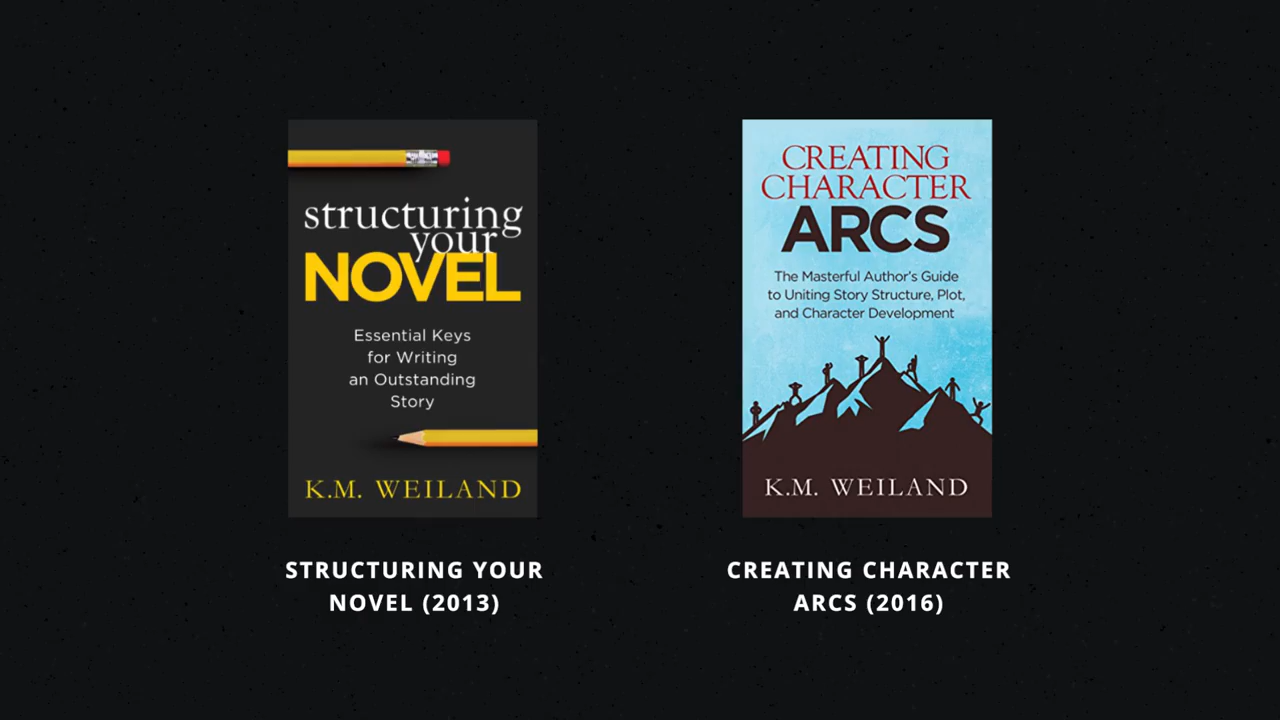 structuring
your
NOVEL
Essential Keys
for Writing
an Outstanding
Story
K.M. WEILAND
STRUCTURING YOUR
NOVEL (2013)
CREATING
CHARACTER
ARCS
The Masterful Author's Guide
to Uniting Story Structure, Plot,
and Character Development
K.M. WEILAND
CREATING CHARACTER
ARCS (2016)